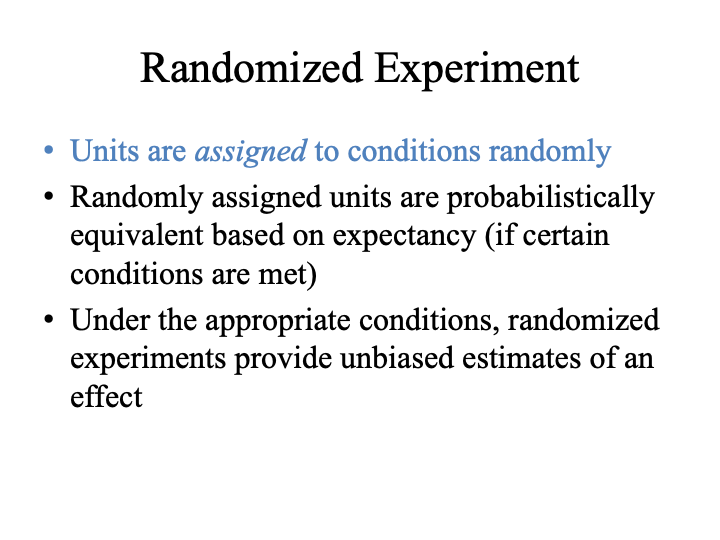 Randomized Experiment
• Units are assigned to conditions randomly
• Randomly assigned units are probabilistically
equivalent based on expectancy (if certain
conditions are met)
• Under the appropriate conditions, randomized
experiments provide unbiased estimates of an
effect